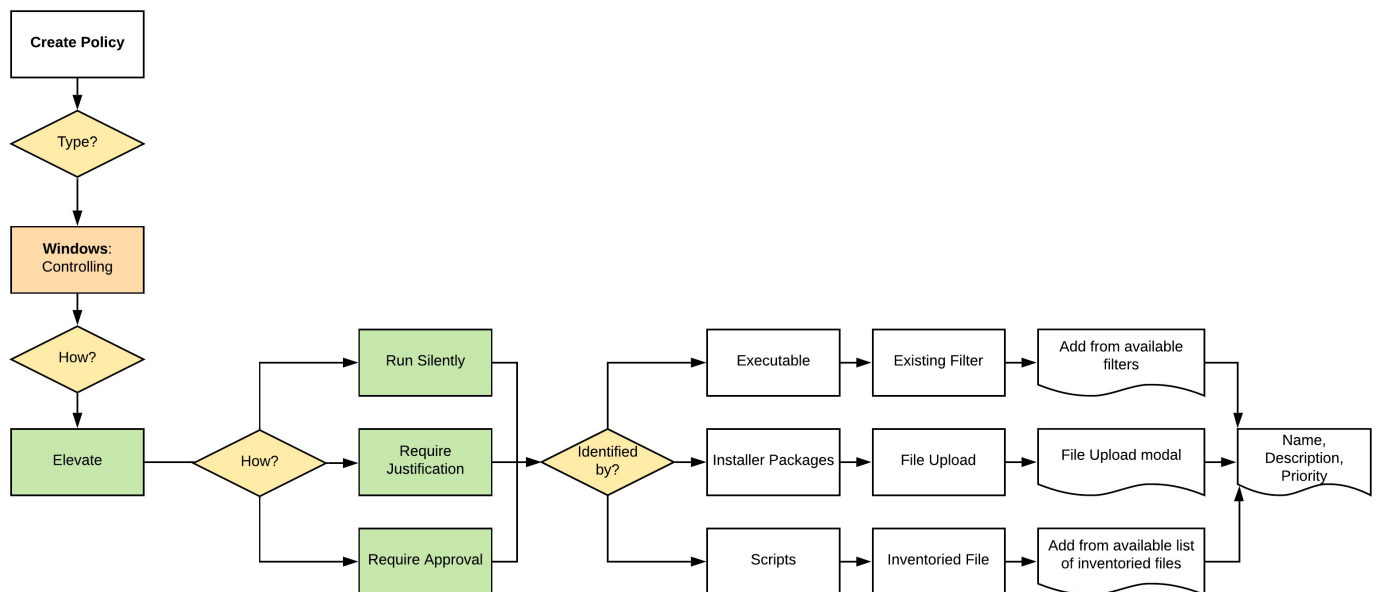 Create Policy
Type?
Windows:
Controlling
How?
Elevate
How?
Run Silently
Require
Justification
Require Approval
Identified
by?
Executable
Existing Filter
Add from available
filters
Installer Packages
File Upload
File Upload modal
Scripts
Inventoried File
Add from available list
of inventoried files
Name,
Description,
Priority